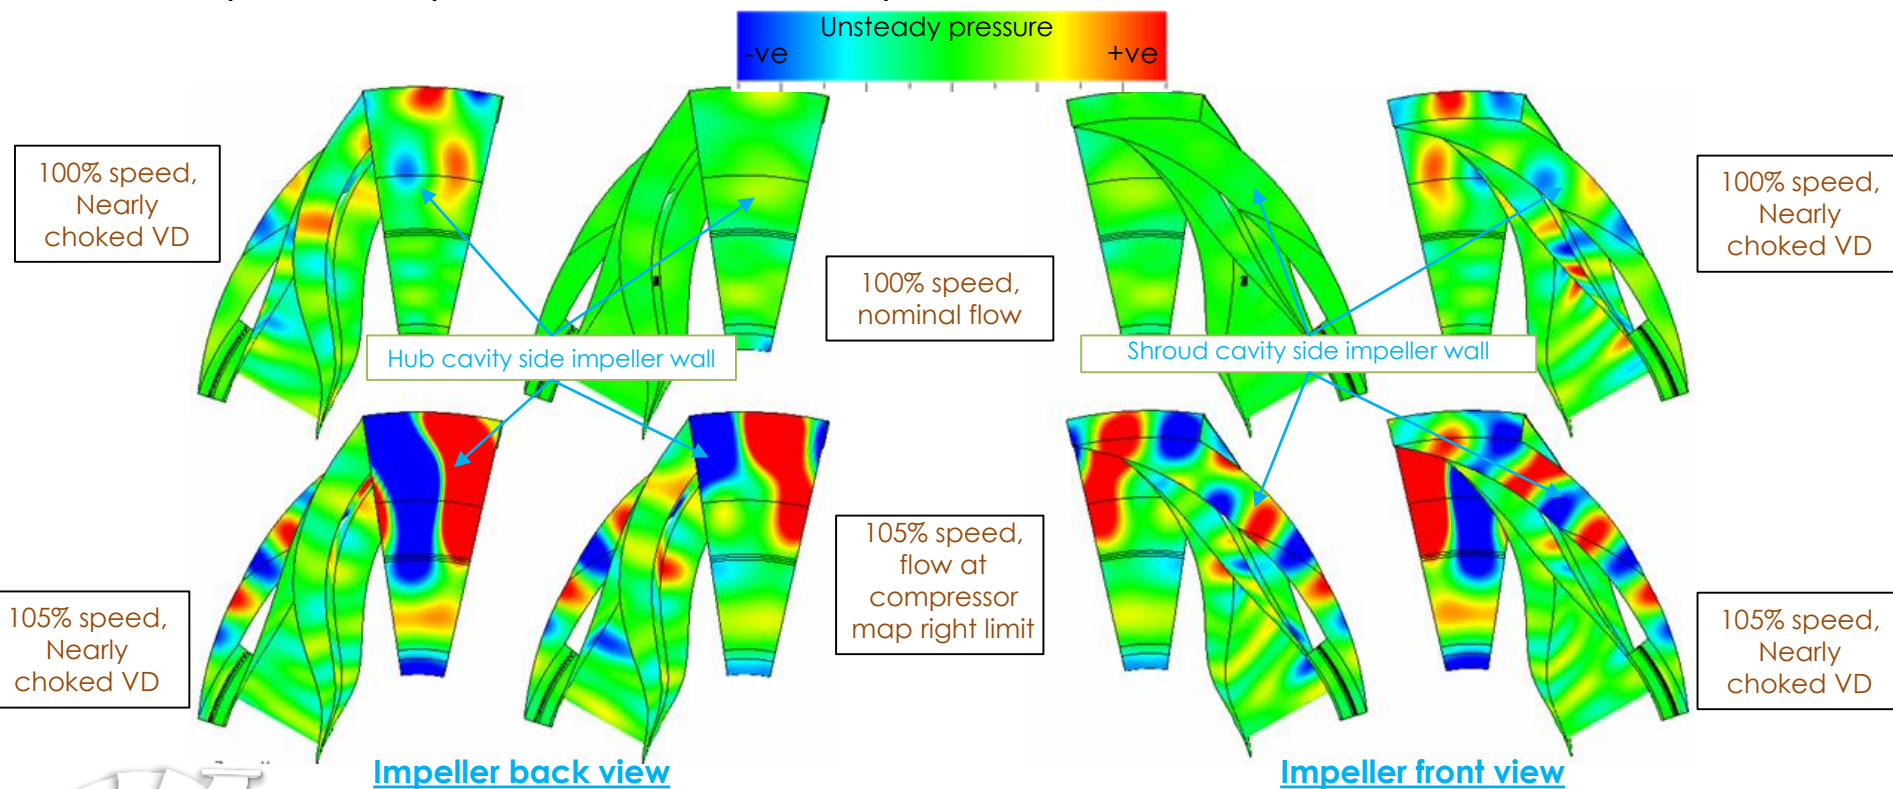 Unsteady pressure
-ve
+ve
100% speed,
Nearly
choked VD
100% speed,
nominal flow
100% speed,
Nearly
choked VD
Hub cavity side impeller wall
Shroud cavity side impeller wall
105% speed,
Nearly
choked VD
105% speed,
flow at
compressor
map right limit
105% speed,
Nearly
choked VD
Impeller back view
Impeller front view